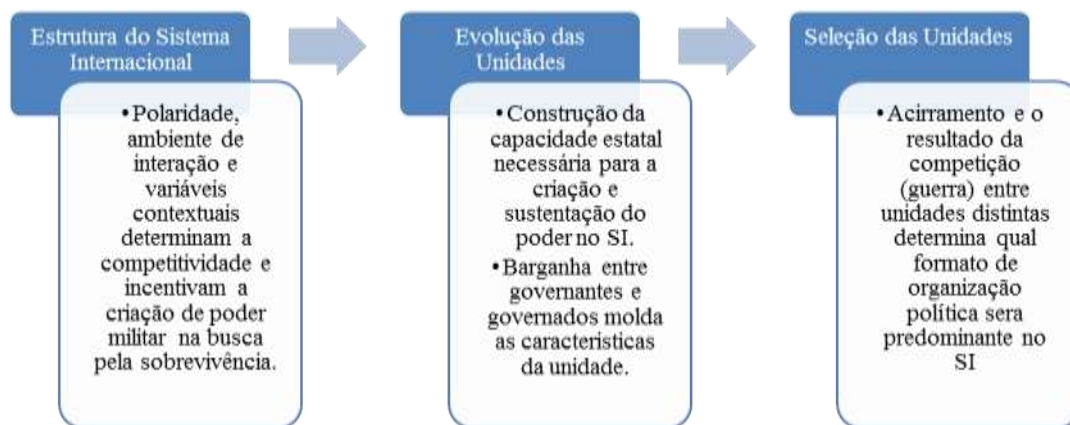 Estrutura do Sistema
Internacional
• Polaridade,
ambiente de
interação e
variáveis
contextuais
determinam a
competitividade e
incentivam a
criação de poder
militar na busca
pela sobrevivência.
Evolução das
Unidades
• Construção da
capacidade estatal
necessária para a
criação e
sustentação do
poder no SI.
• Barganha entre
governantes e
governados molda
as caracteristicas
da unidade.
Seleção das Unidades
• Acirramento e o
resultado da
competição
(guerra) entre
unidades distintas
determina qual
formato de
organização
política sera
predominante no
SI